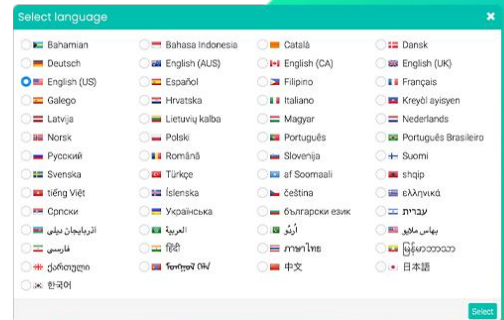 Select language
Bahamian Bahasa Indonesia Català Dansk
Deutsch English (AUS) English (CA) English (UK)
English (US) Español Filipino Français
Galego Hrvatska Italiano Kreyòl ayisyen
Latvija Lietuvių kalba Magyar Nederlands
Norsk Polski Português Português Brasileiro
Русский Română Slovenija Suomi
Svenska Türkçe af Soomaali shqip
tiếng Việt Íslenska čeština ελληνικά
Српски Українська български език עברית
آذربایجان دیلی العربية أردُو بهاس ملايو
فارسی हिंदी ภาษาไทย မြန်မာဘာသာ
ქართული 中文 日本語
한국어
Select